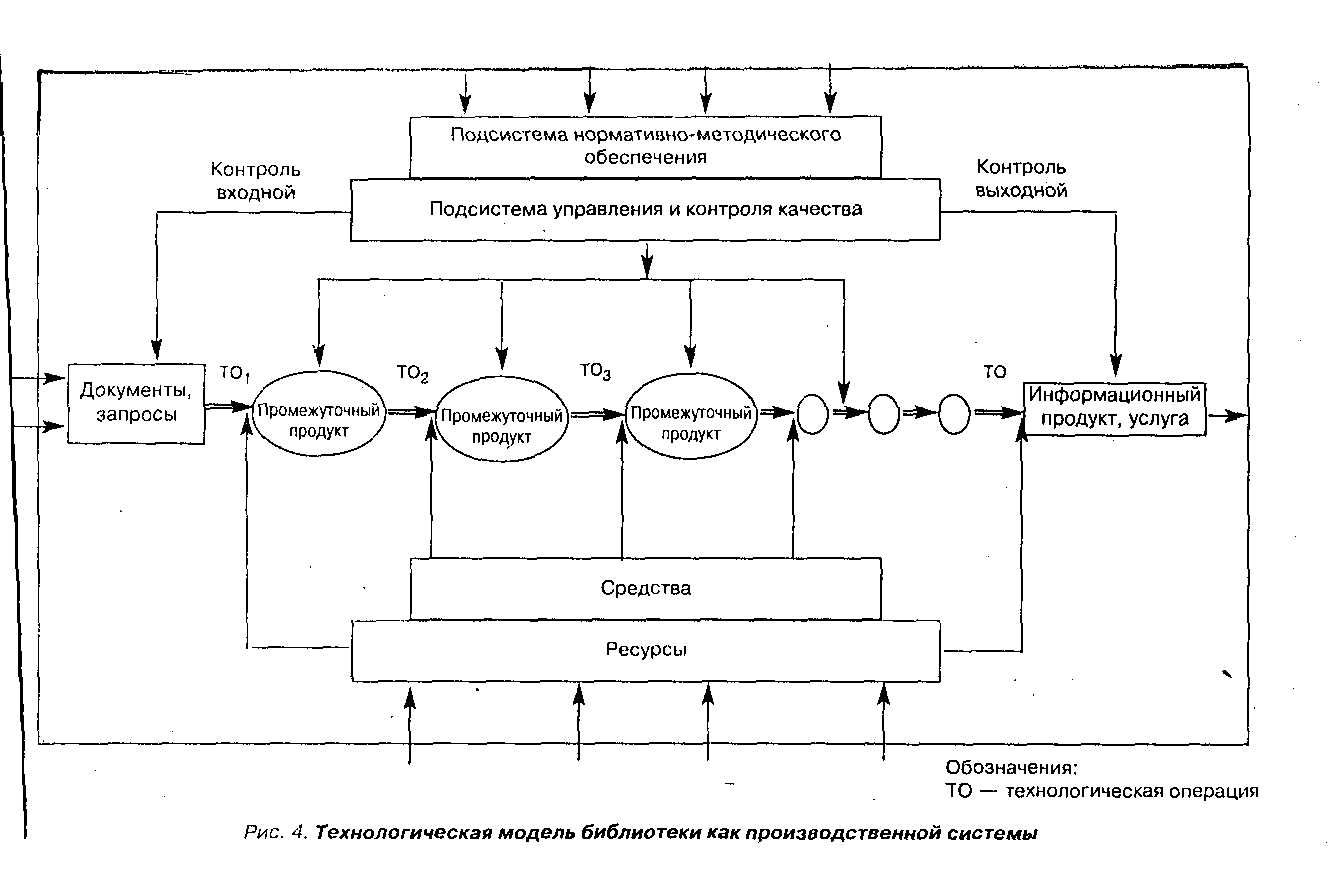 Подсистема нормативно-методического
обеспечения
Контроль
входной
Контроль
выходной
Подсистема управления и контроля качества
Документы,
запросы
ТО1
Промежуточный
продукт
ТО2
Промежуточный
продукт
ТО3
Промежуточный
продукт
ТО
Информационный
продукт, услуга
Средства
Ресурсы
Обозначения:
ТО — технологическая операция
Рис. 4. Технологическая модель библиотеки как производственной системы